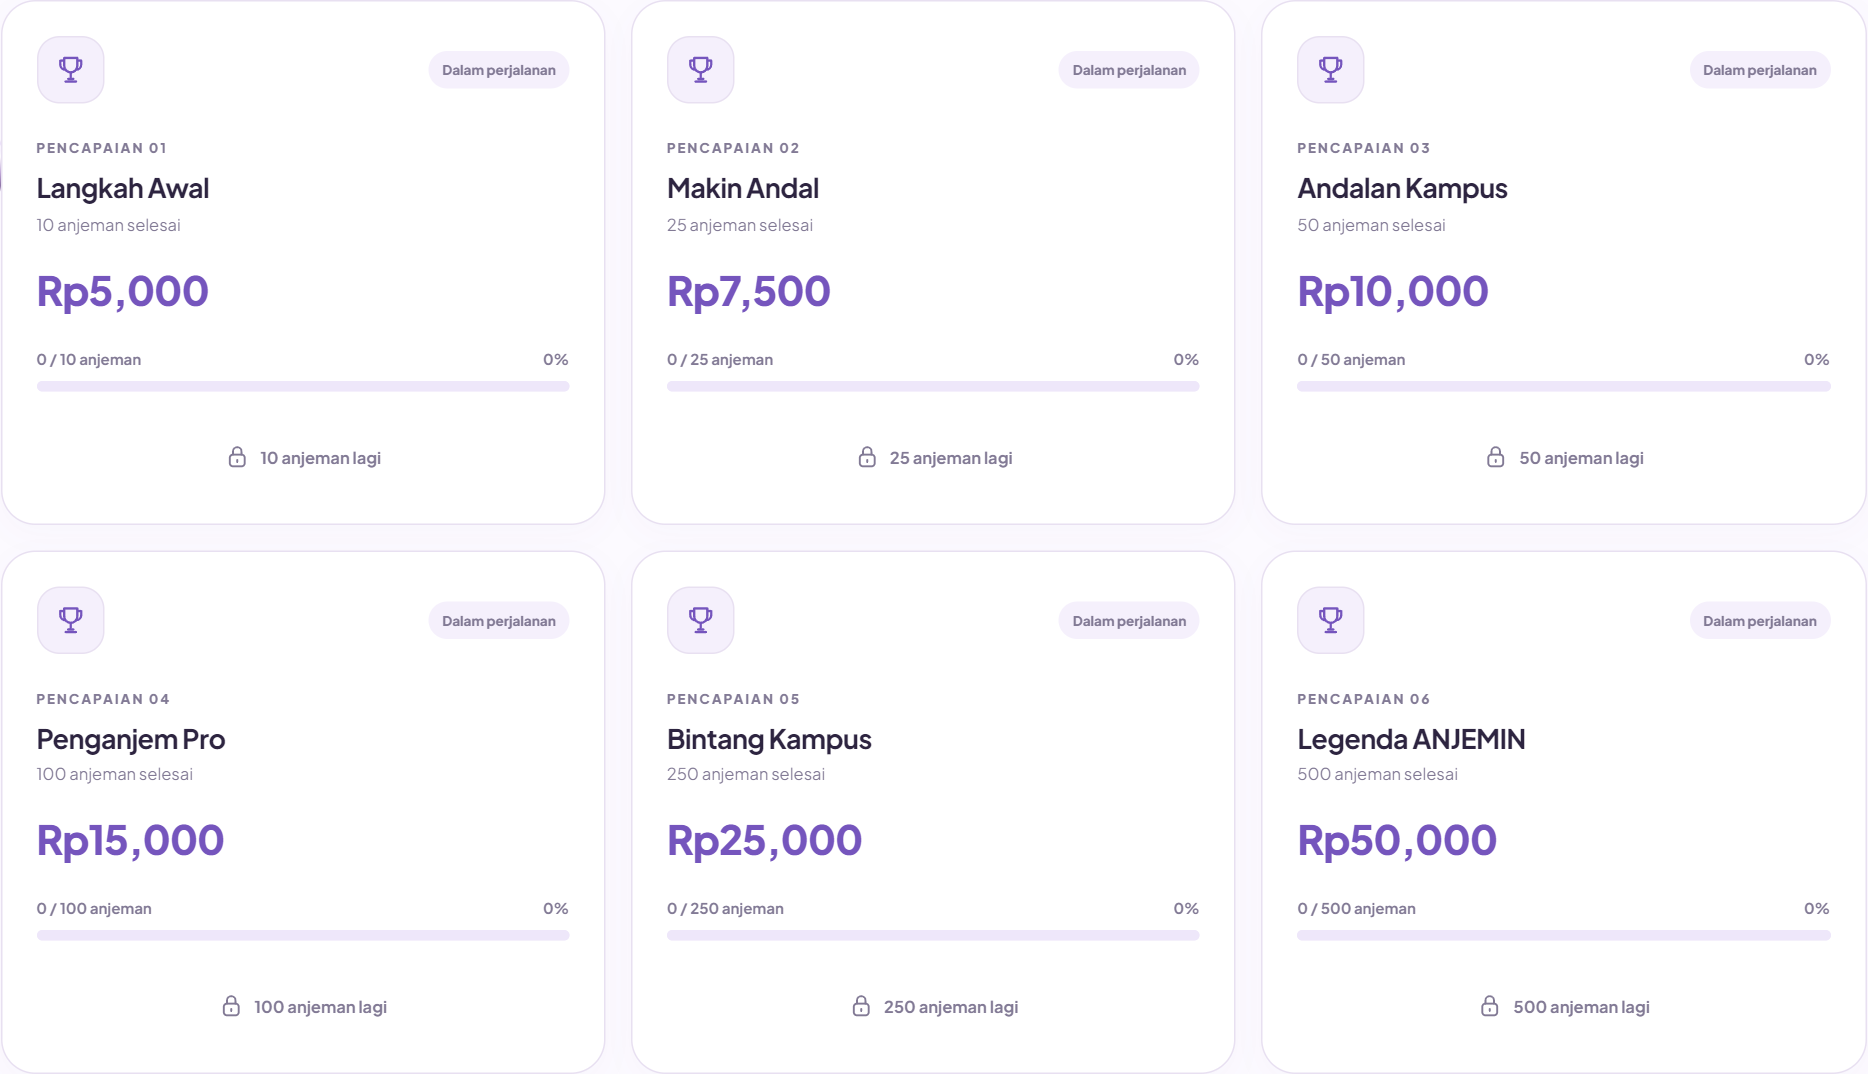 Dalam perjalanan
PENCAPAIAN 01
Langkah Awal
10 anjeman selesai
Rp5,000
0 / 10 anjeman 0%
10 anjeman lagi
Dalam perjalanan
PENCAPAIAN 02
Makin Andal
25 anjeman selesai
Rp7,500
0 / 25 anjeman 0%
25 anjeman lagi
Dalam perjalanan
PENCAPAIAN 03
Andalan Kampus
50 anjeman selesai
Rp10,000
0 / 50 anjeman 0%
50 anjeman lagi
Dalam perjalanan
PENCAPAIAN 04
Penganjem Pro
100 anjeman selesai
Rp15,000
0 / 100 anjeman 0%
100 anjeman lagi
Dalam perjalanan
PENCAPAIAN 05
Bintang Kampus
250 anjeman selesai
Rp25,000
0 / 250 anjeman 0%
250 anjeman lagi
Dalam perjalanan
PENCAPAIAN 06
Legenda ANJEMIN
500 anjeman selesai
Rp50,000
0 / 500 anjeman 0%
500 anjeman lagi